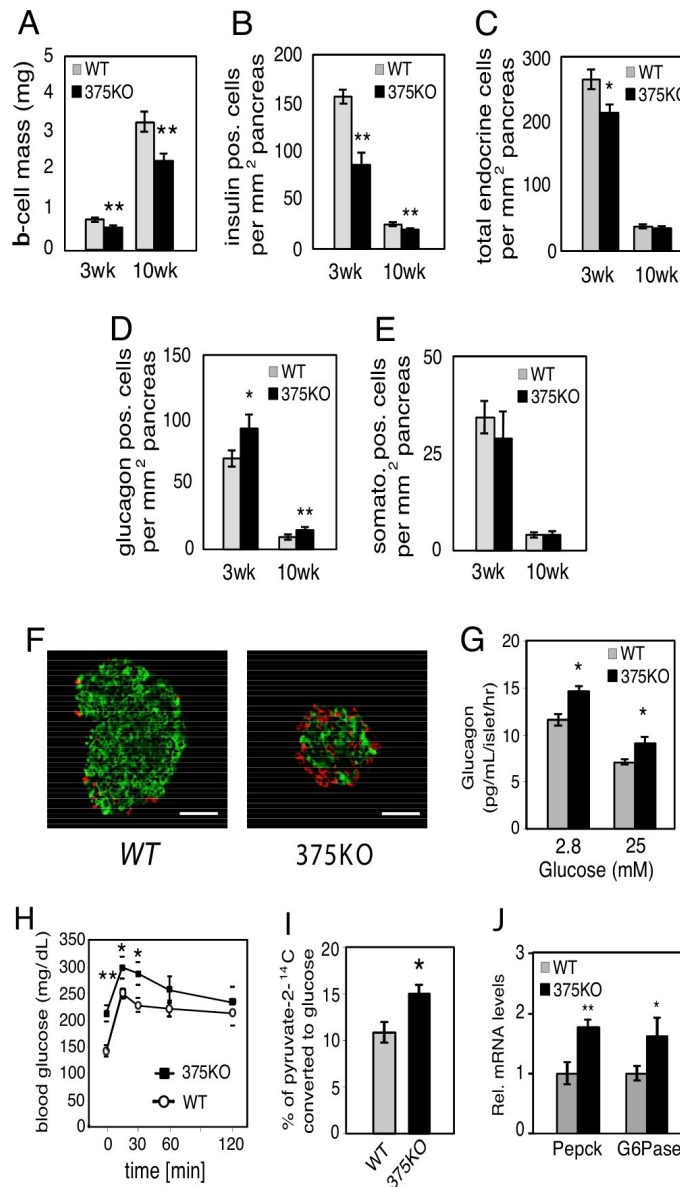 A
b-cell mass (mg)
5
4
3
2
1
0
WT
375KO
**
**
3wk 10wk
B
insulin pos. cells
per mm² pancreas
200
150
100
50
0
WT
375KO
**
**
3wk 10wk
C
total endocrine cells
per mm² pancreas
300
200
100
0
WT
375KO
*
3wk 10wk
D
glucagon pos. cells
per mm² pancreas
150
100
50
0
WT
375KO
*
**
3wk 10wk
E
somato. pos. cells
per mm² pancreas
50
25
0
WT
375KO
3wk 10wk
F
WT 375KO
G
Glucagon
(pg/mL/islet/hr)
20
15
10
5
0
WT
375KO
*
*
2.8 25
Glucose (mM)
H
blood glucose (mg/dL)
350
300
250
200
150
100
50
0
**
*
*
375KO
WT
0 30 60 120
time [min]
I
% of pyruvate-2-¹⁴C
converted to glucose
20
15
10
5
0
*
WT 375KO
J
Rel. mRNA levels
3
2
1
0
WT
375KO
**
*
Pepck G6Pase